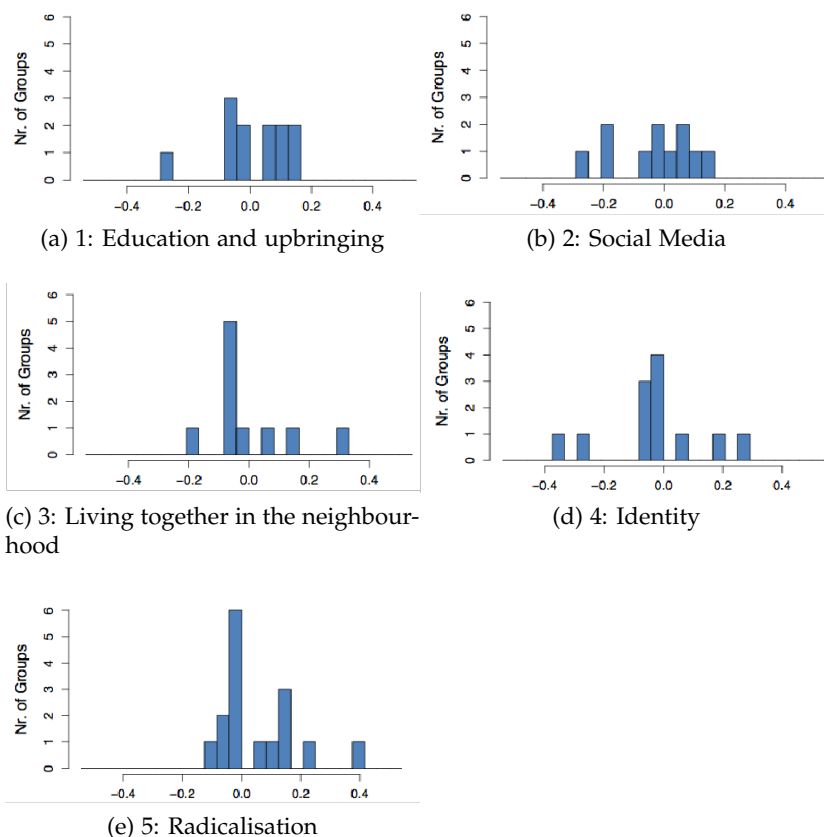 Nr. of Groups
0 1 2 3 4 5 6
−0.4 −0.2 0.0 0.2 0.4
(a) 1: Education and upbringing
Nr. of Groups
0 1 2 3 4 5 6
−0.4 −0.2 0.0 0.2 0.4
(b) 2: Social Media
Nr. of Groups
0 1 2 3 4 5 6
−0.4 −0.2 0.0 0.2 0.4
(c) 3: Living together in the neighbour-
hood
Nr. of Groups
0 1 2 3 4 5 6
−0.4 −0.2 0.0 0.2 0.4
(d) 4: Identity
Nr. of Groups
0 1 2 3 4 5 6
−0.4 −0.2 0.0 0.2 0.4
(e) 5: Radicalisation